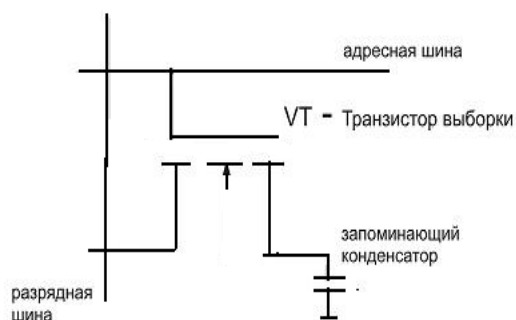 адресная шина
VT - Транзистор выборки
запоминающий
конденсатор
разрядная
шина